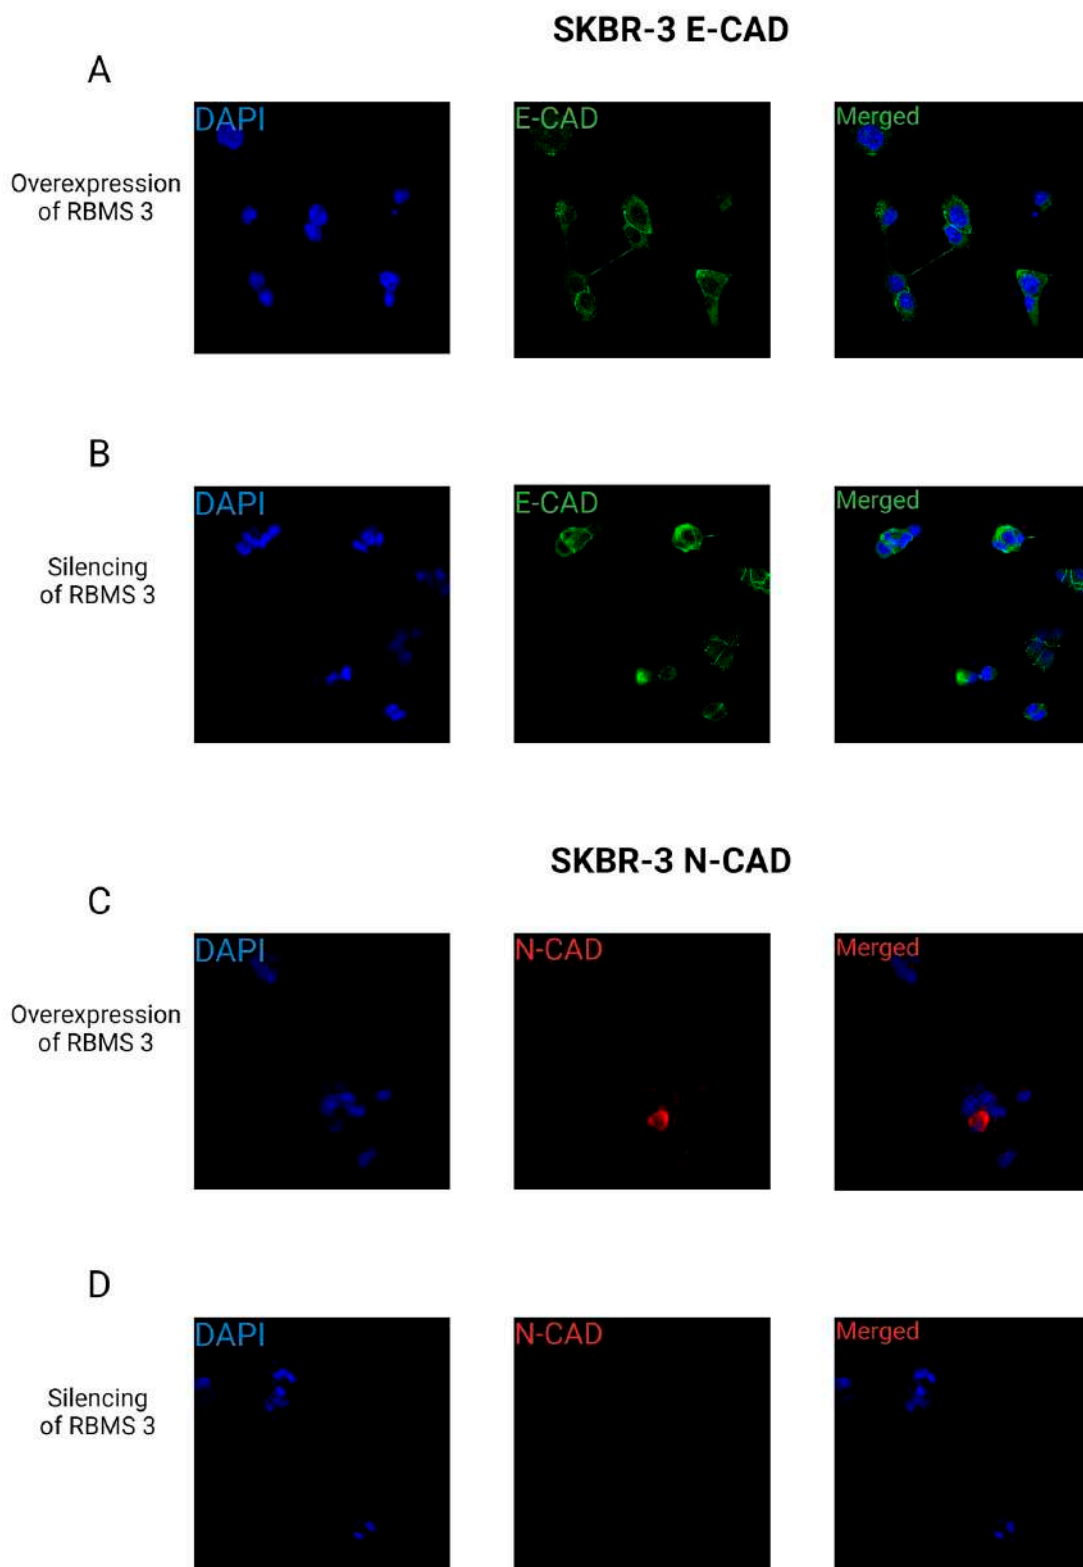 SKBR-3 E-CAD
A
Overexpression
of RBMS 3
DAPI
E-CAD
Merged
B
Silencing
of RBMS 3
DAPI
E-CAD
Merged
SKBR-3 N-CAD
C
Overexpression
of RBMS 3
DAPI
N-CAD
Merged
D
Silencing
of RBMS 3
DAPI
N-CAD
Merged